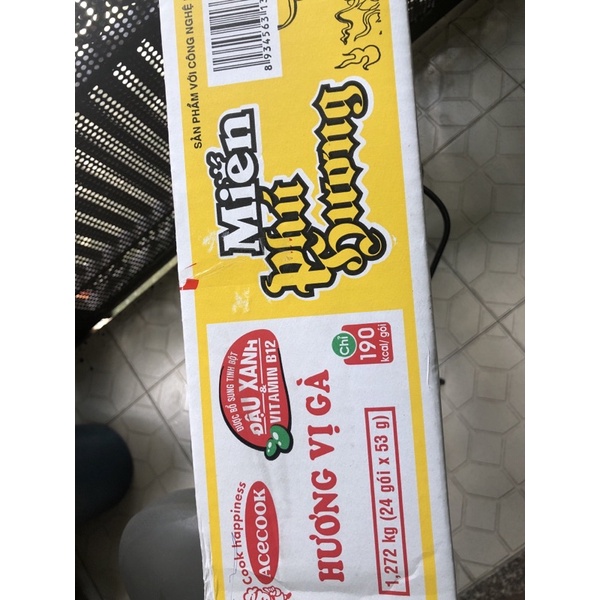 SẢN PHẨM VỚI CÔNG NGHỆ
Miến
Phú
Hương
cook happiness
Acecook
ĐƯỢC BỔ SUNG TINH BỘT
ĐẬU XANH
&
VITAMIN B12
Chỉ
190
kcal/gói
HƯƠNG VỊ GÀ
1,272 kg (24 gói x 53 g)